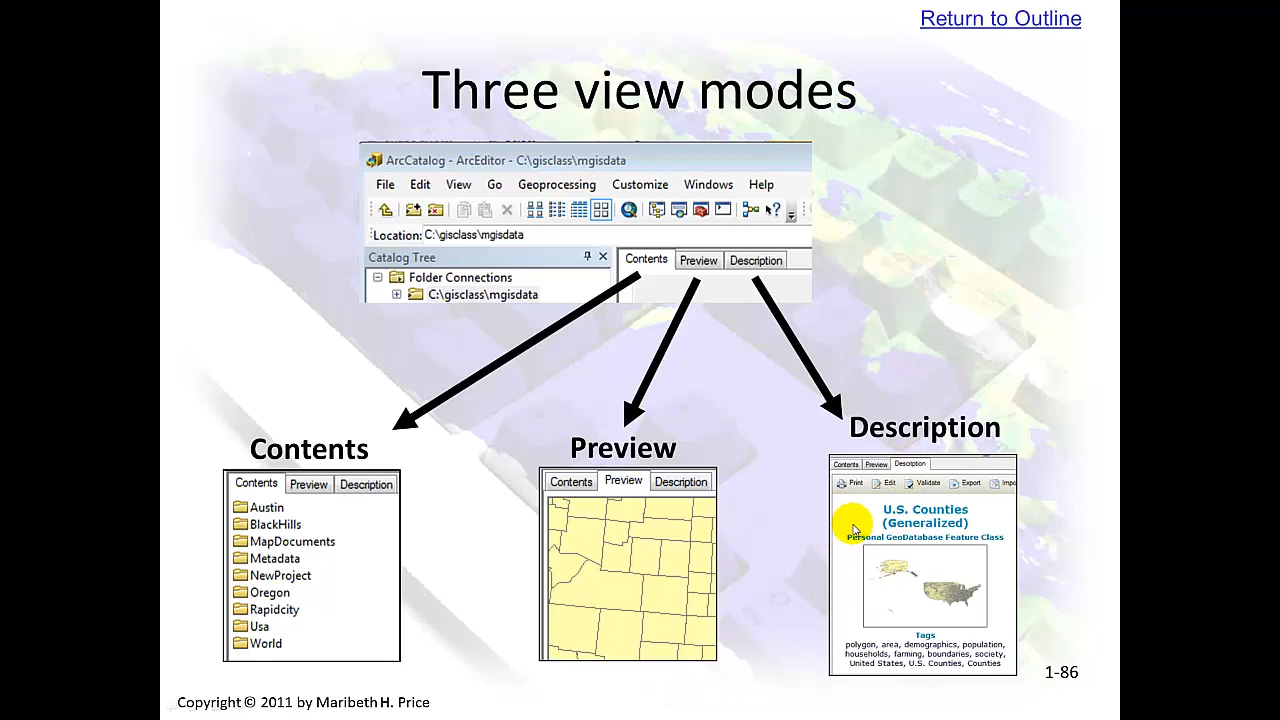 Return to Outline
Three view modes
ArcCatalog - ArcEditor - C:\gisclass\mgisdata
File Edit View Go Geoprocessing Customize Windows Help
Location: C:\gisclass\mgisdata
Catalog Tree
Contents Preview Description
Folder Connections
C:\gisclass\mgisdata
Contents
Contents Preview Description
Austin
BlackHills
MapDocuments
Metadata
NewProject
Oregon
Rapidcity
Usa
World
Preview
Contents Preview Description
Description
Contents Preview Description
Print Edit Validate Export Impo
U.S. Counties
(Generalized)
Personal GeoDatabase Feature Class
Tags
polygon, area, demographics, population,
households, farming, boundaries, society,
United States, U.S. Counties, Counties
1-86
Copyright © 2011 by Maribeth H. Price